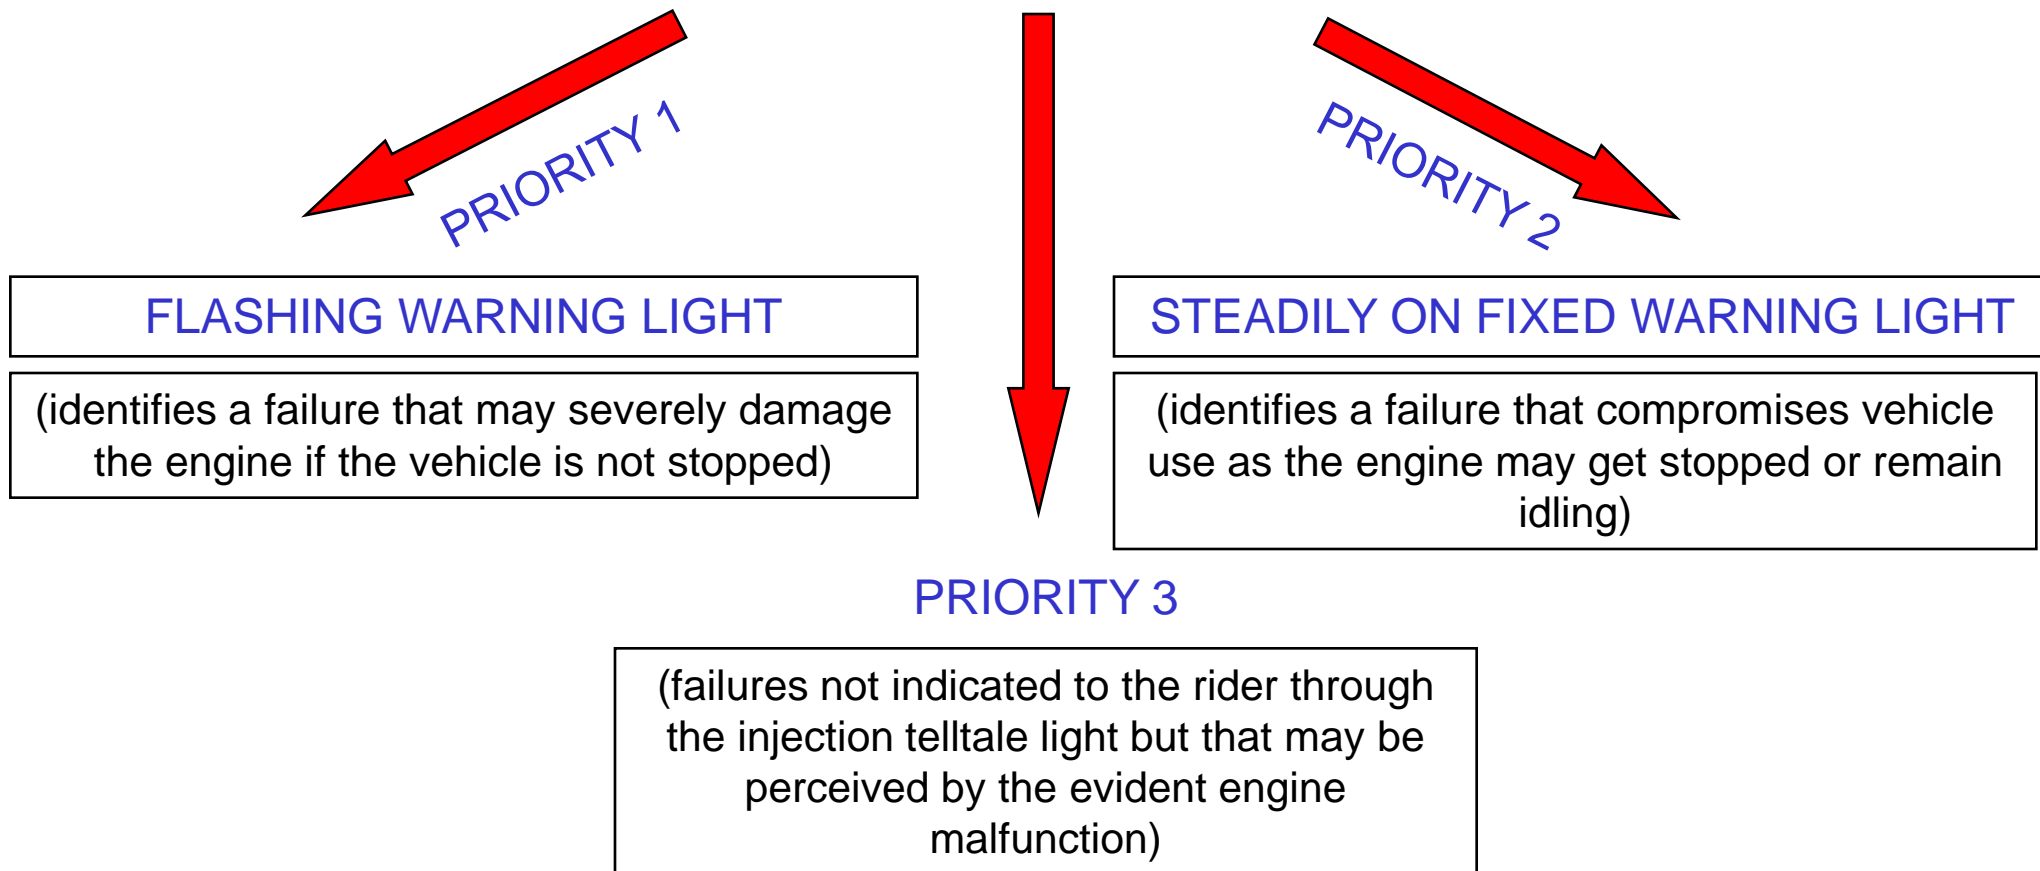 PRIORITY 1
PRIORITY 2
FLASHING WARNING LIGHT
(identifies a failure that may severely damage
the engine if the vehicle is not stopped)
STEADILY ON FIXED WARNING LIGHT
(identifies a failure that compromises vehicle
use as the engine may get stopped or remain
idling)
PRIORITY 3
(failures not indicated to the rider through
the injection telltale light but that may be
perceived by the evident engine
malfunction)